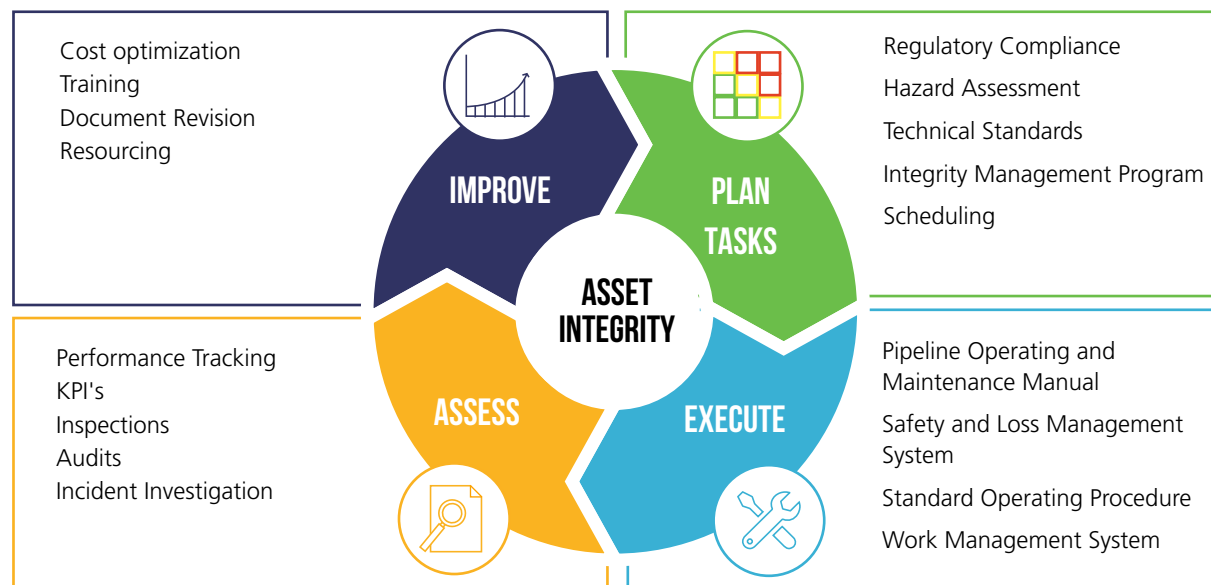 Cost optimization
Training
Document Revision
Resourcing
IMPROVE
PLAN
TASKS
Regulatory Compliance
Hazard Assessment
Technical Standards
Integrity Management Program
Scheduling
ASSET
INTEGRITY
Performance Tracking
KPI's
Inspections
Audits
Incident Investigation
ASSESS
EXECUTE
Pipeline Operating and
Maintenance Manual
Safety and Loss Management
System
Standard Operating Procedure
Work Management System